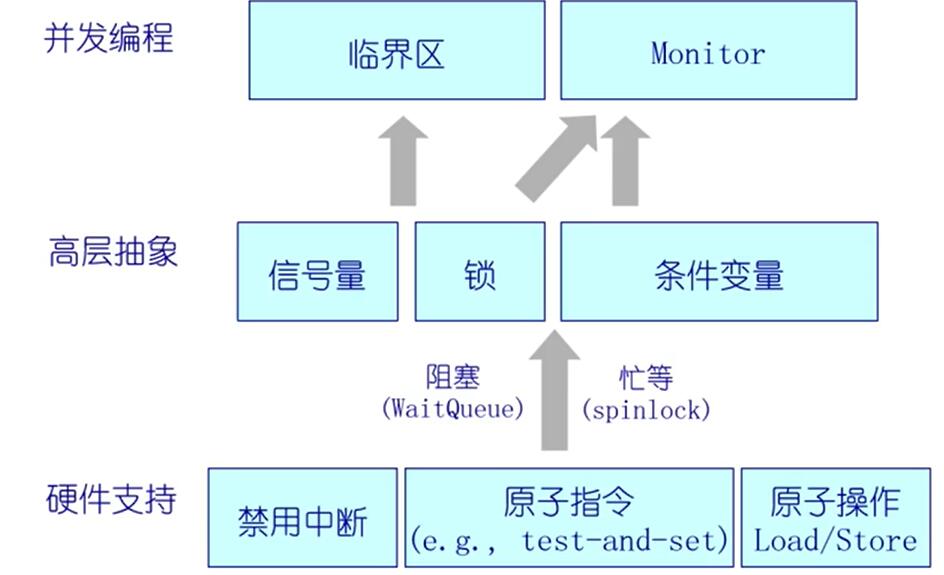 并发编程
临界区
Monitor
高层抽象
信号量
锁
条件变量
阻塞
(WaitQueue)
忙等
(spinlock)
硬件支持
禁用中断
原子指令
(e.g., test-and-set)
原子操作
Load/Store